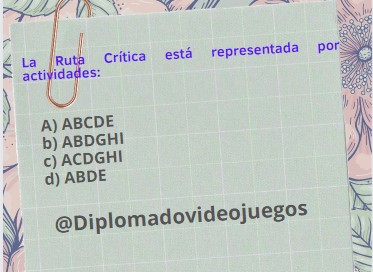 La Ruta Crítica está representada por
actividades:
A) ABCDE
b) ABDGHI
c) ACDGHI
d) ABDE
@Diplomadovideojuegos